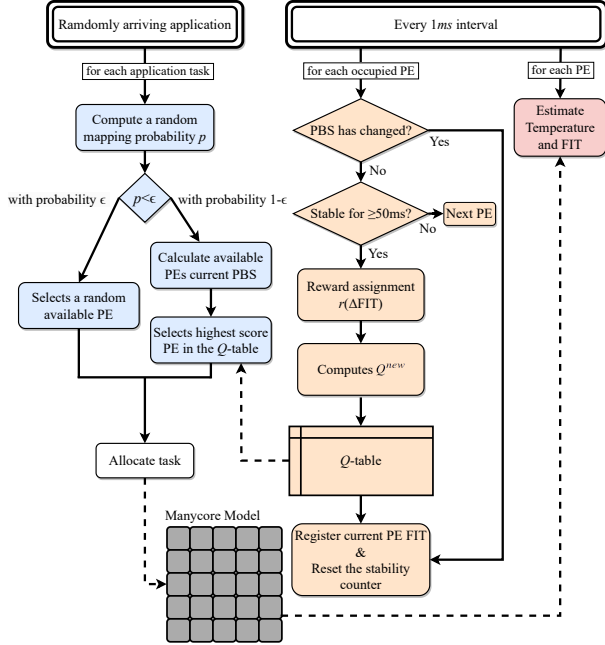 Randomly arriving application
for each application task
Compute a random
mapping probability p
p<ϵ
with probability ϵ
with probability 1-ϵ
Selects a random
available PE
Calculate available
PEs current PBS
Selects highest score
PE in the Q-table
Allocate task
Manycore Model
Every 1ms interval
for each occupied PE
for each PE
PBS has changed?
Yes
No
Stable for ≥50ms?
No
Next PE
Yes
Reward assignment
r(ΔFIT)
Computes Q^new
Q-table
Register current PE FIT
&
Reset the stability
counter
Estimate
Temperature
and FIT